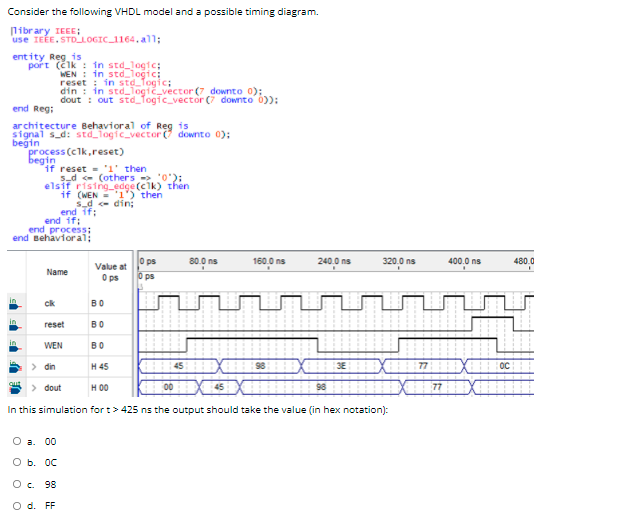 Consider the following VHDL model and a possible timing diagram.
library IEEE;
use IEEE.STD_LOGIC_1164.all;
entity Reg is
port (clk : in std_logic;
WEN : in std_logic;
reset : in std_logic;
din : in std_logic_vector(7 downto 0);
dout : out std_logic_vector(7 downto 0));
end Reg;
architecture Behavioral of Reg is
signal s_d: std_logic_vector(7 downto 0);
begin
process(clk,reset)
begin
if reset = '1' then
s_d <= (others => '0');
elsif rising_edge(clk) then
if (WEN = '1') then
s_d <= din;
end if;
end if;
end process;
end Behavioral;
Name Value at 0 ps 0 ps 80.0 ns 160.0 ns 240.0 ns 320.0 ns 400.0 ns 480.0
0 ps
in clk B 0
in reset B 0
in WEN B 0
> din H 45 45 98 3E 77 0C
out > dout H 00 00 45 98 77
In this simulation for t > 425 ns the output should take the value (in hex notation):
a. 00
b. 0C
c. 98
d. FF